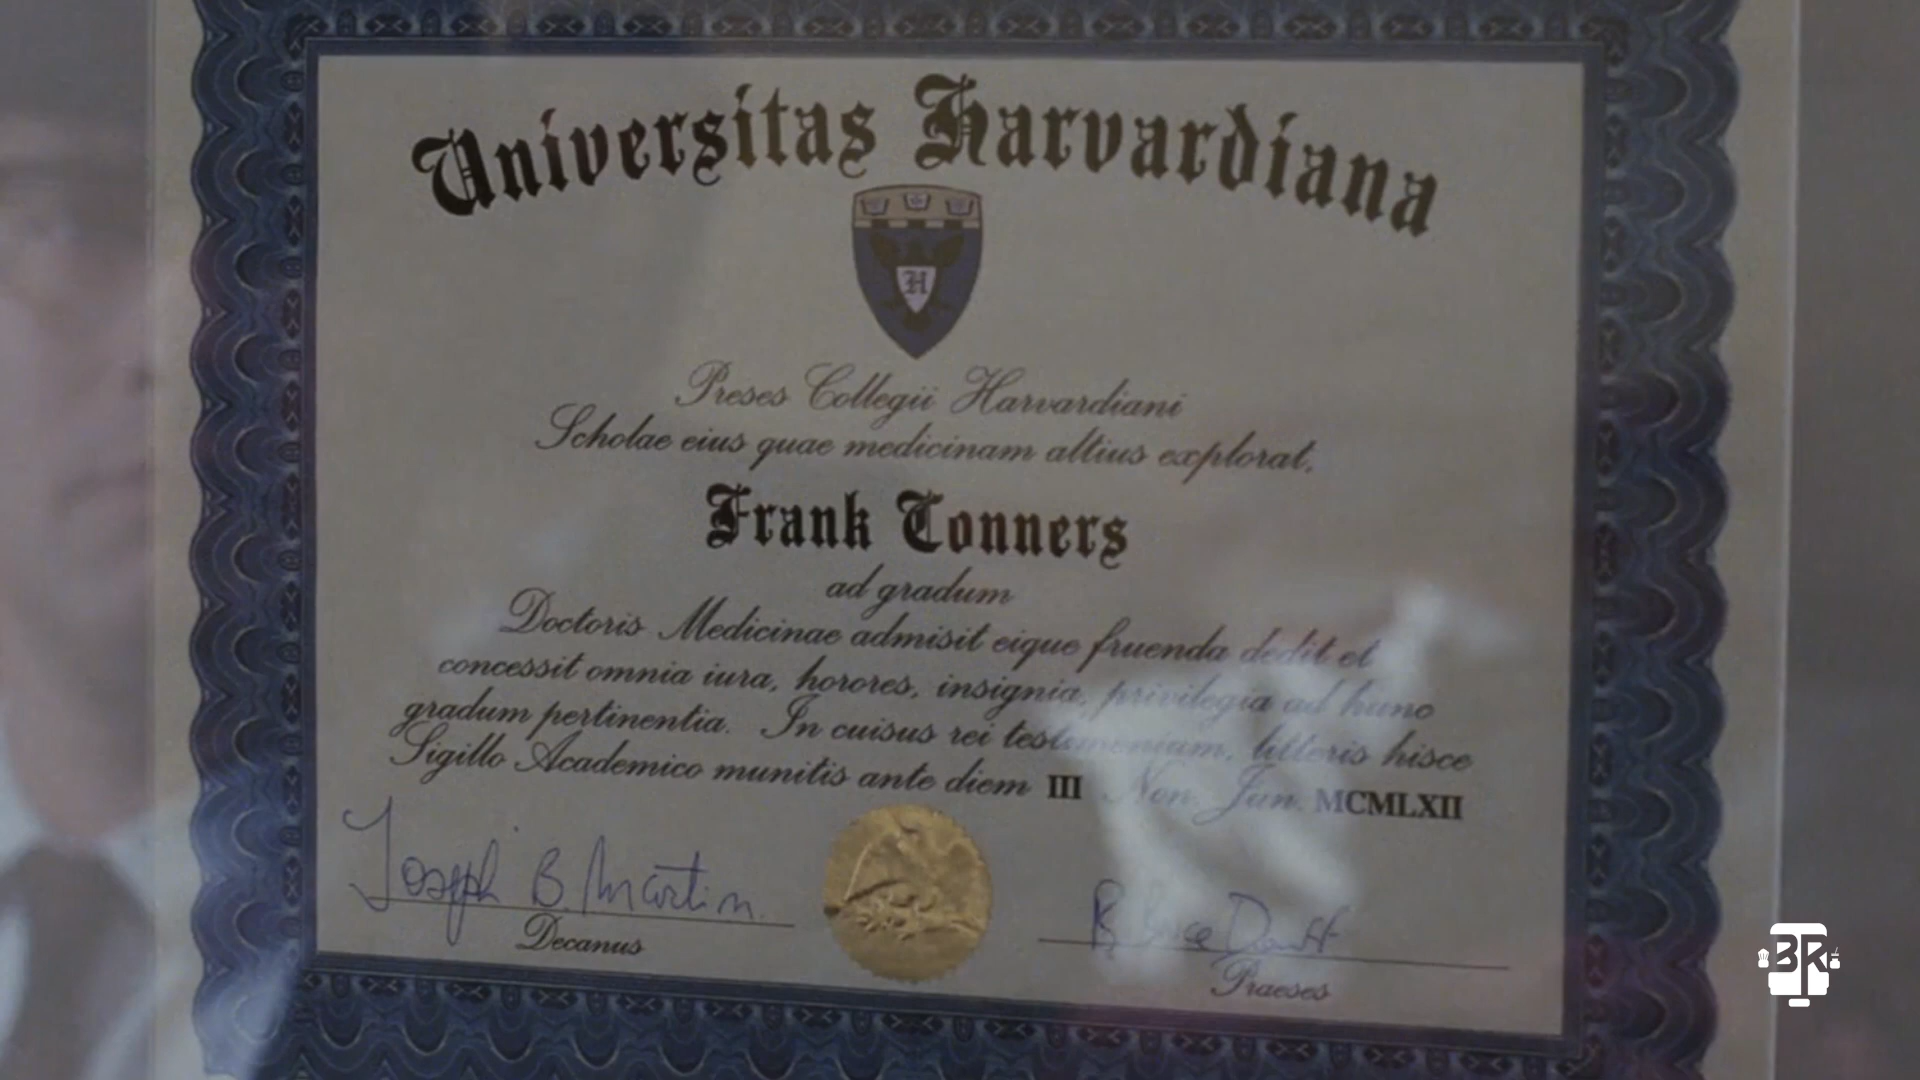 Universitas Harvardiana
H
Preses Collegii Harvardiani
Scholae eius quae medicinam altius explorat.
Frank Conners
ad gradum
Doctoris Medicinae admisit eique fruenda dedit et
concessit omnia iura, horores, insignia, privilegia ad hunc
gradum pertinentia. In cuisus rei testimonium, litteris hisce
Sigillo Academico munitis ante diem III Non. Jun. MCMLXII
Joseph B Martin
Decanus
Praeses
BR